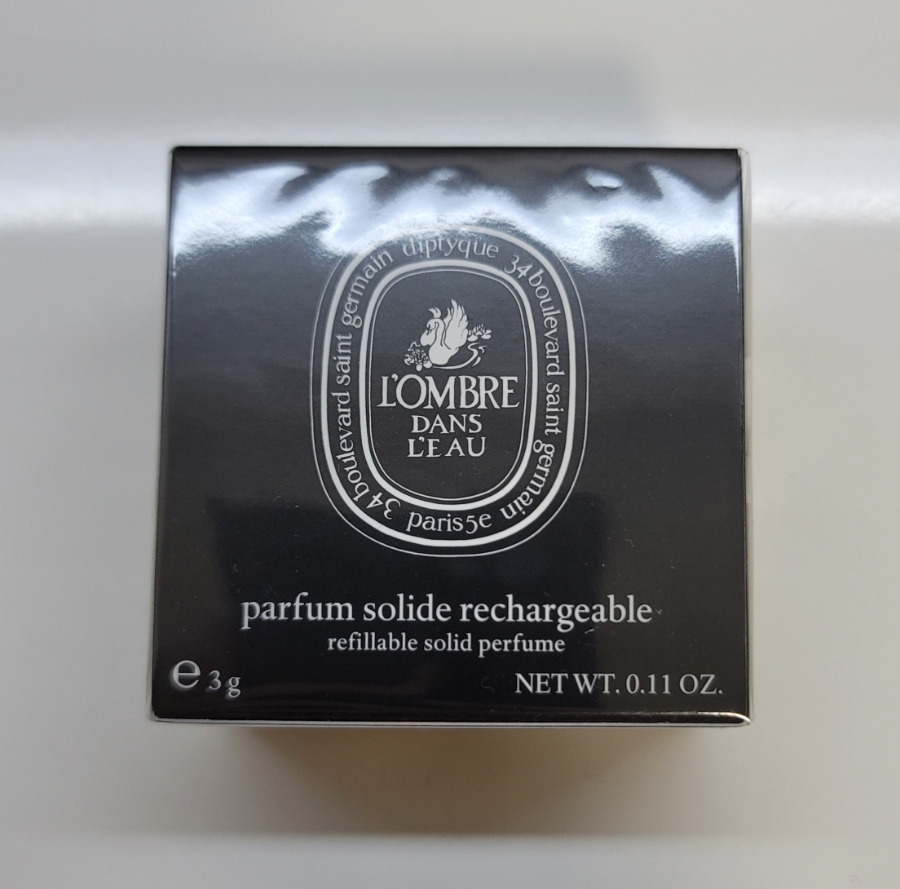 diptyque
34 boulevard saint germain
paris 5e
34 boulevard saint germain
L'OMBRE
DANS
L'EAU
parfum solide rechargeable
refillable solid perfume
e 3 g
NET WT. 0.11 OZ.